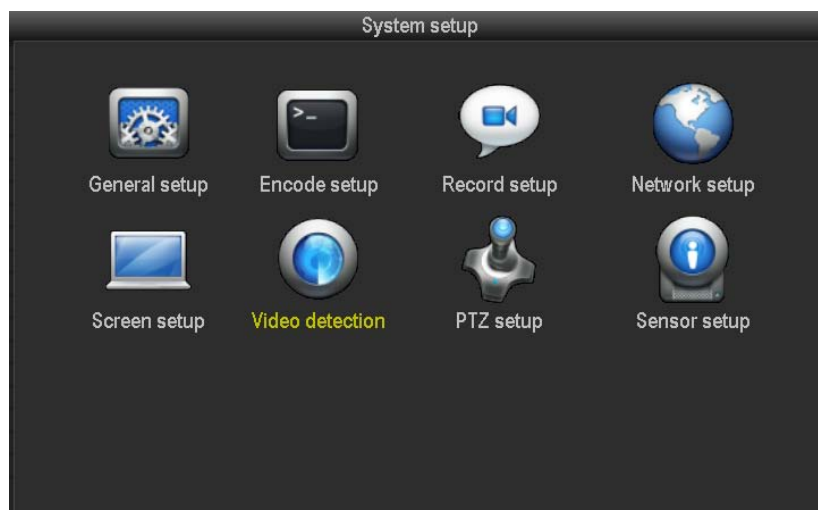 System setup
>_
General setup Encode setup Record setup Network setup
Screen setup Video detection PTZ setup Sensor setup